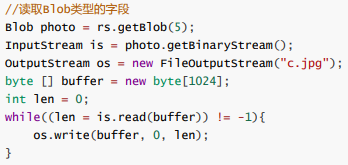 //读取Blob类型的字段
Blob photo = rs.getBlob(5);
InputStream is = photo.getBinaryStream();
OutputStream os = new FileOutputStream("c.jpg");
byte [] buffer = new byte[1024];
int len = 0;
while((len = is.read(buffer)) != -1){
    os.write(buffer, 0, len);
}